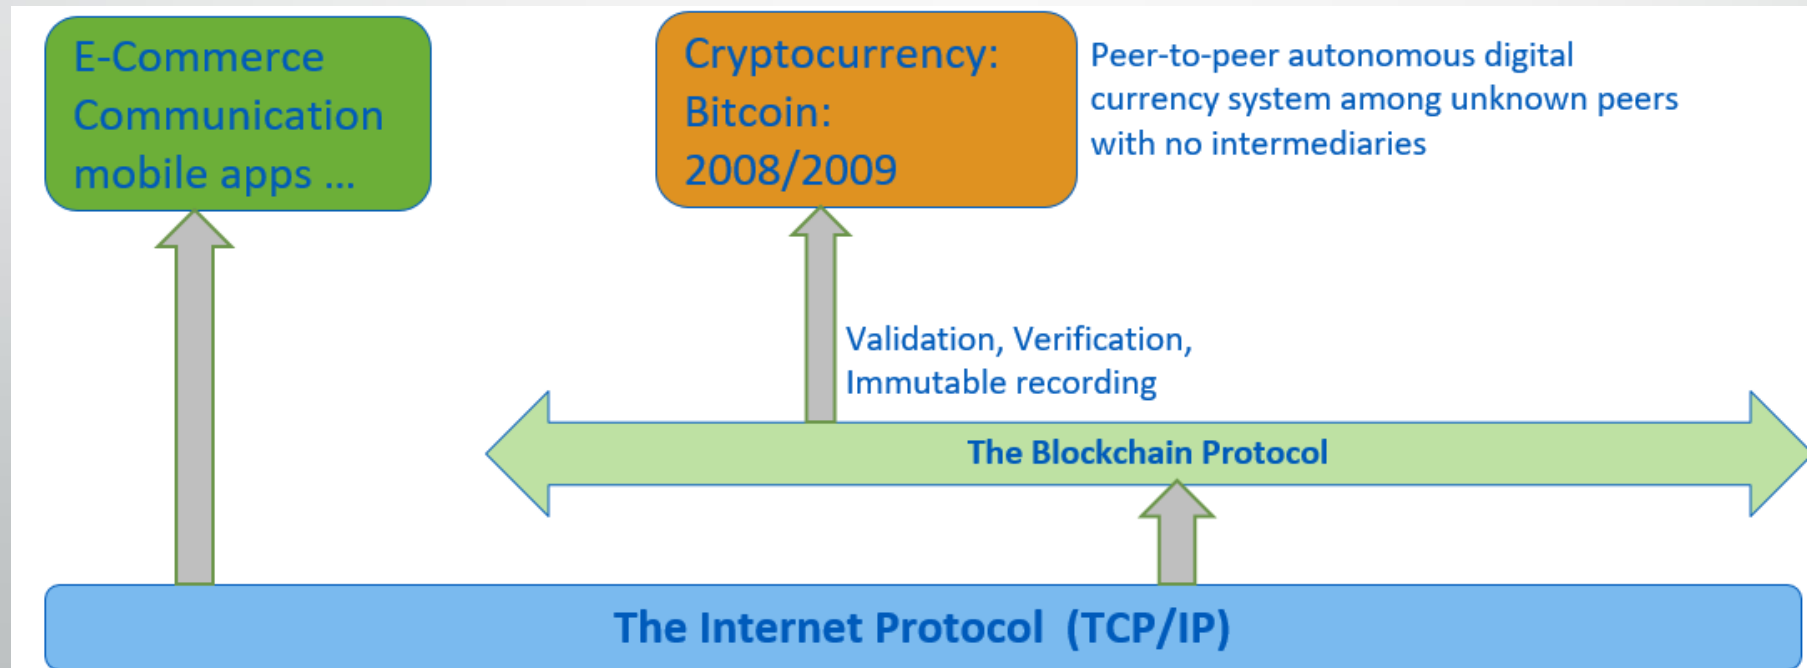 E-Commerce
Communication
mobile apps ...
Cryptocurrency:
Bitcoin:
2008/2009
Peer-to-peer autonomous digital
currency system among unknown peers
with no intermediaries
Validation, Verification,
Immutable recording
The Blockchain Protocol
The Internet Protocol (TCP/IP)